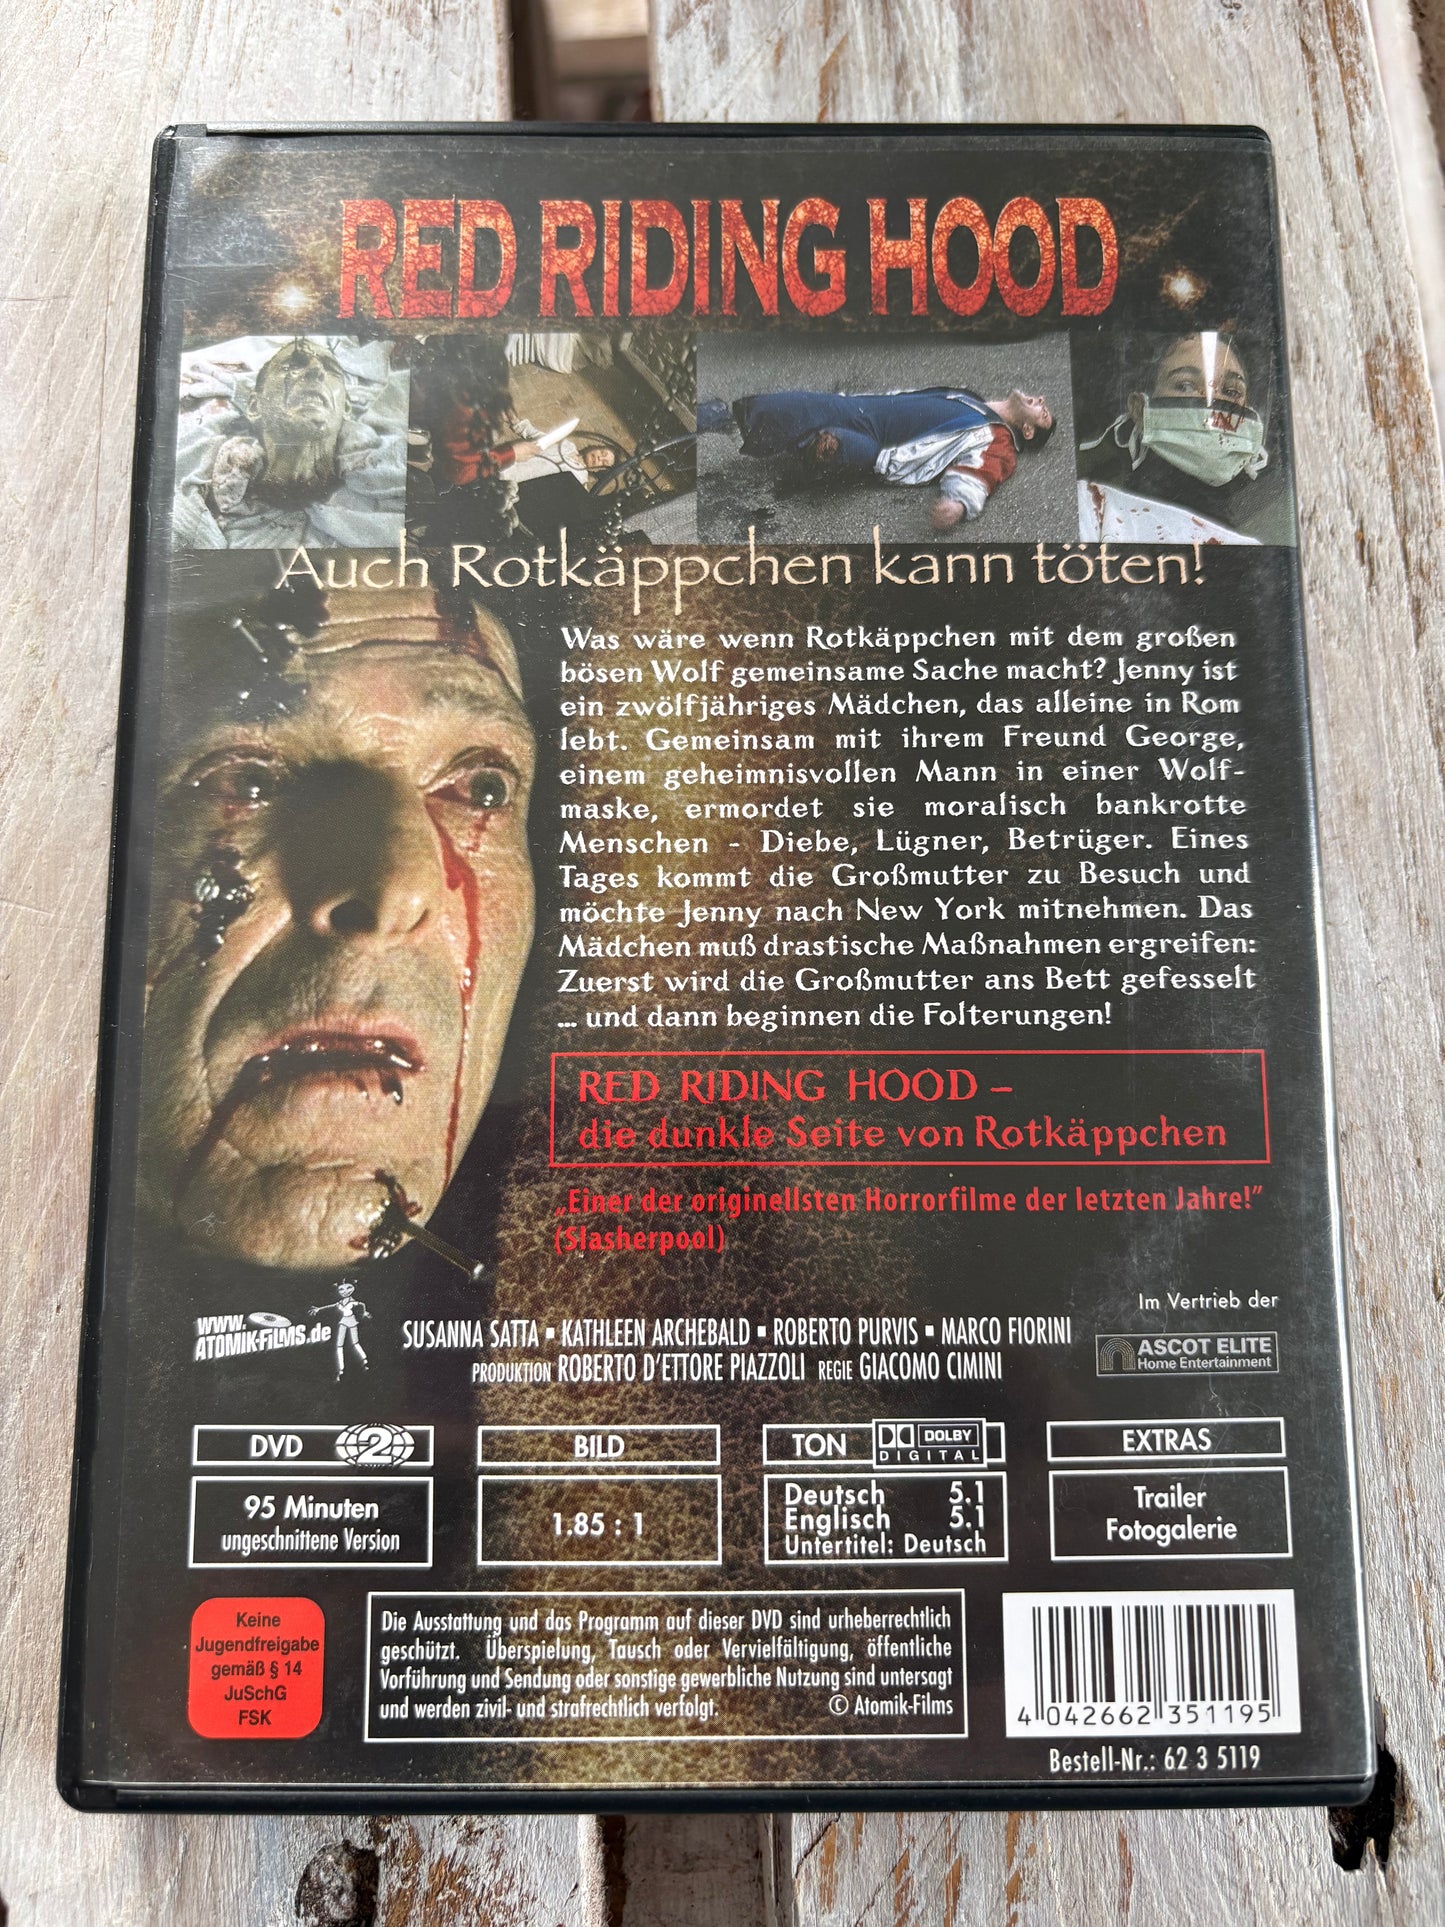 RED RIDING HOOD
Auch Rotkäppchen kann töten!
Was wäre wenn Rotkäppchen mit dem großen
bösen Wolf gemeinsame Sache macht? Jenny ist
ein zwölfjähriges Mädchen, das alleine in Rom
lebt. Gemeinsam mit ihrem Freund George,
einem geheimnisvollen Mann in einer Wolf-
maske, ermordet sie moralisch bankrotte
Menschen - Diebe, Lügner, Betrüger. Eines
Tages kommt die Großmutter zu Besuch und
möchte Jenny nach New York mitnehmen. Das
Mädchen muß drastische Maßnahmen ergreifen:
Zuerst wird die Großmutter ans Bett gefesselt
... und dann beginnen die Folterungen!
RED RIDING HOOD –
die dunkle Seite von Rotkäppchen
„Einer der originellsten Horrorfilme der letzten Jahre!"
(Slasherpool)
WWW.
ATOMIK-FILMS.de
SUSANNA SATTA ▪ KATHLEEN ARCHEBALD ▪ ROBERTO PURVIS ▪ MARCO FIORINI
PRODUKTION ROBERTO D'ETTORE PIAZZOLI REGIE GIACOMO CIMINI
Im Vertrieb der
ASCOT ELITE
Home Entertainment
DVD 2
95 Minuten
ungeschnittene Version
BILD
1.85 : 1
TON DOLBY
DIGITAL
Deutsch 5.1
Englisch 5.1
Untertitel: Deutsch
EXTRAS
Trailer
Fotogalerie
Keine
Jugendfreigabe
gemäß § 14
JuSchG
FSK
Die Ausstattung und das Programm auf dieser DVD sind urheberrechtlich
geschützt. Überspielung, Tausch oder Vervielfältigung, öffentliche
Vorführung und Sendung oder sonstige gewerbliche Nutzung sind untersagt
und werden zivil- und strafrechtlich verfolgt. © Atomik-Films
4 042662 351195
Bestell-Nr.: 62 3 5119